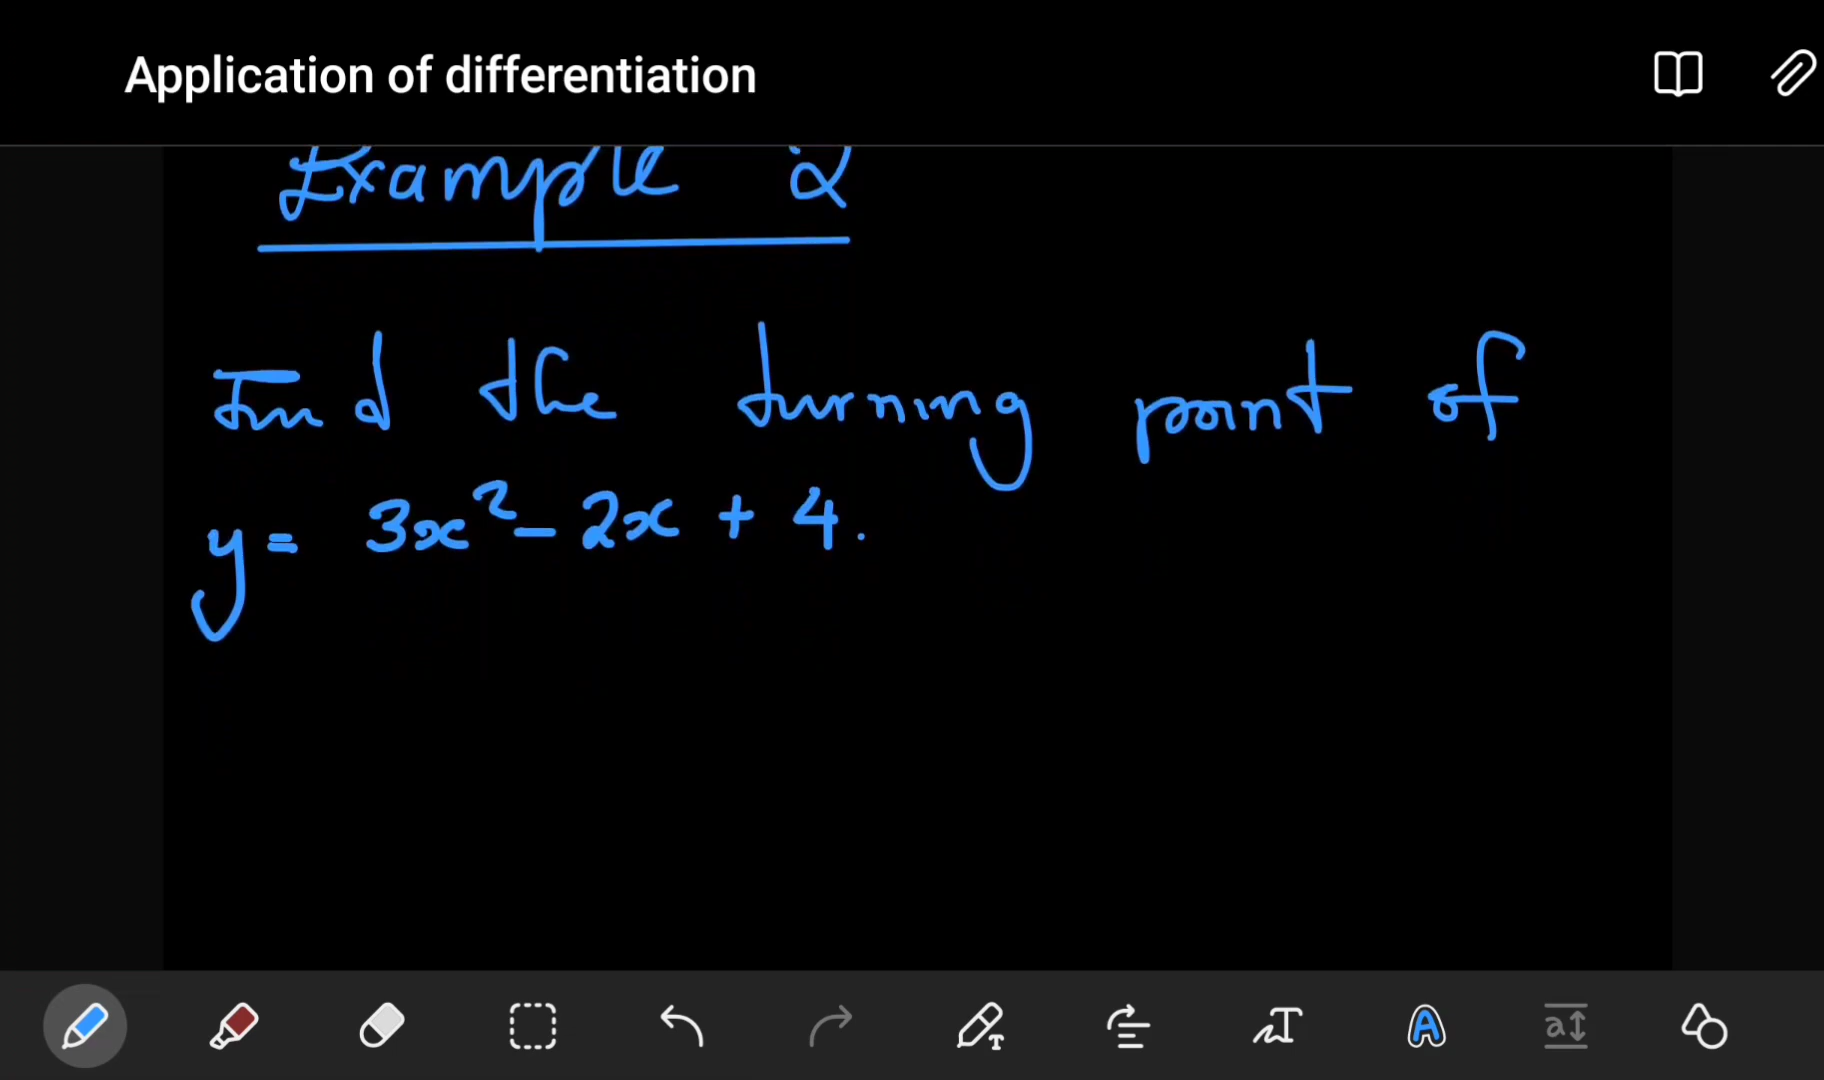 Application of differentiation
Example 2
Find the turning point of
y = 3x² - 2x + 4.